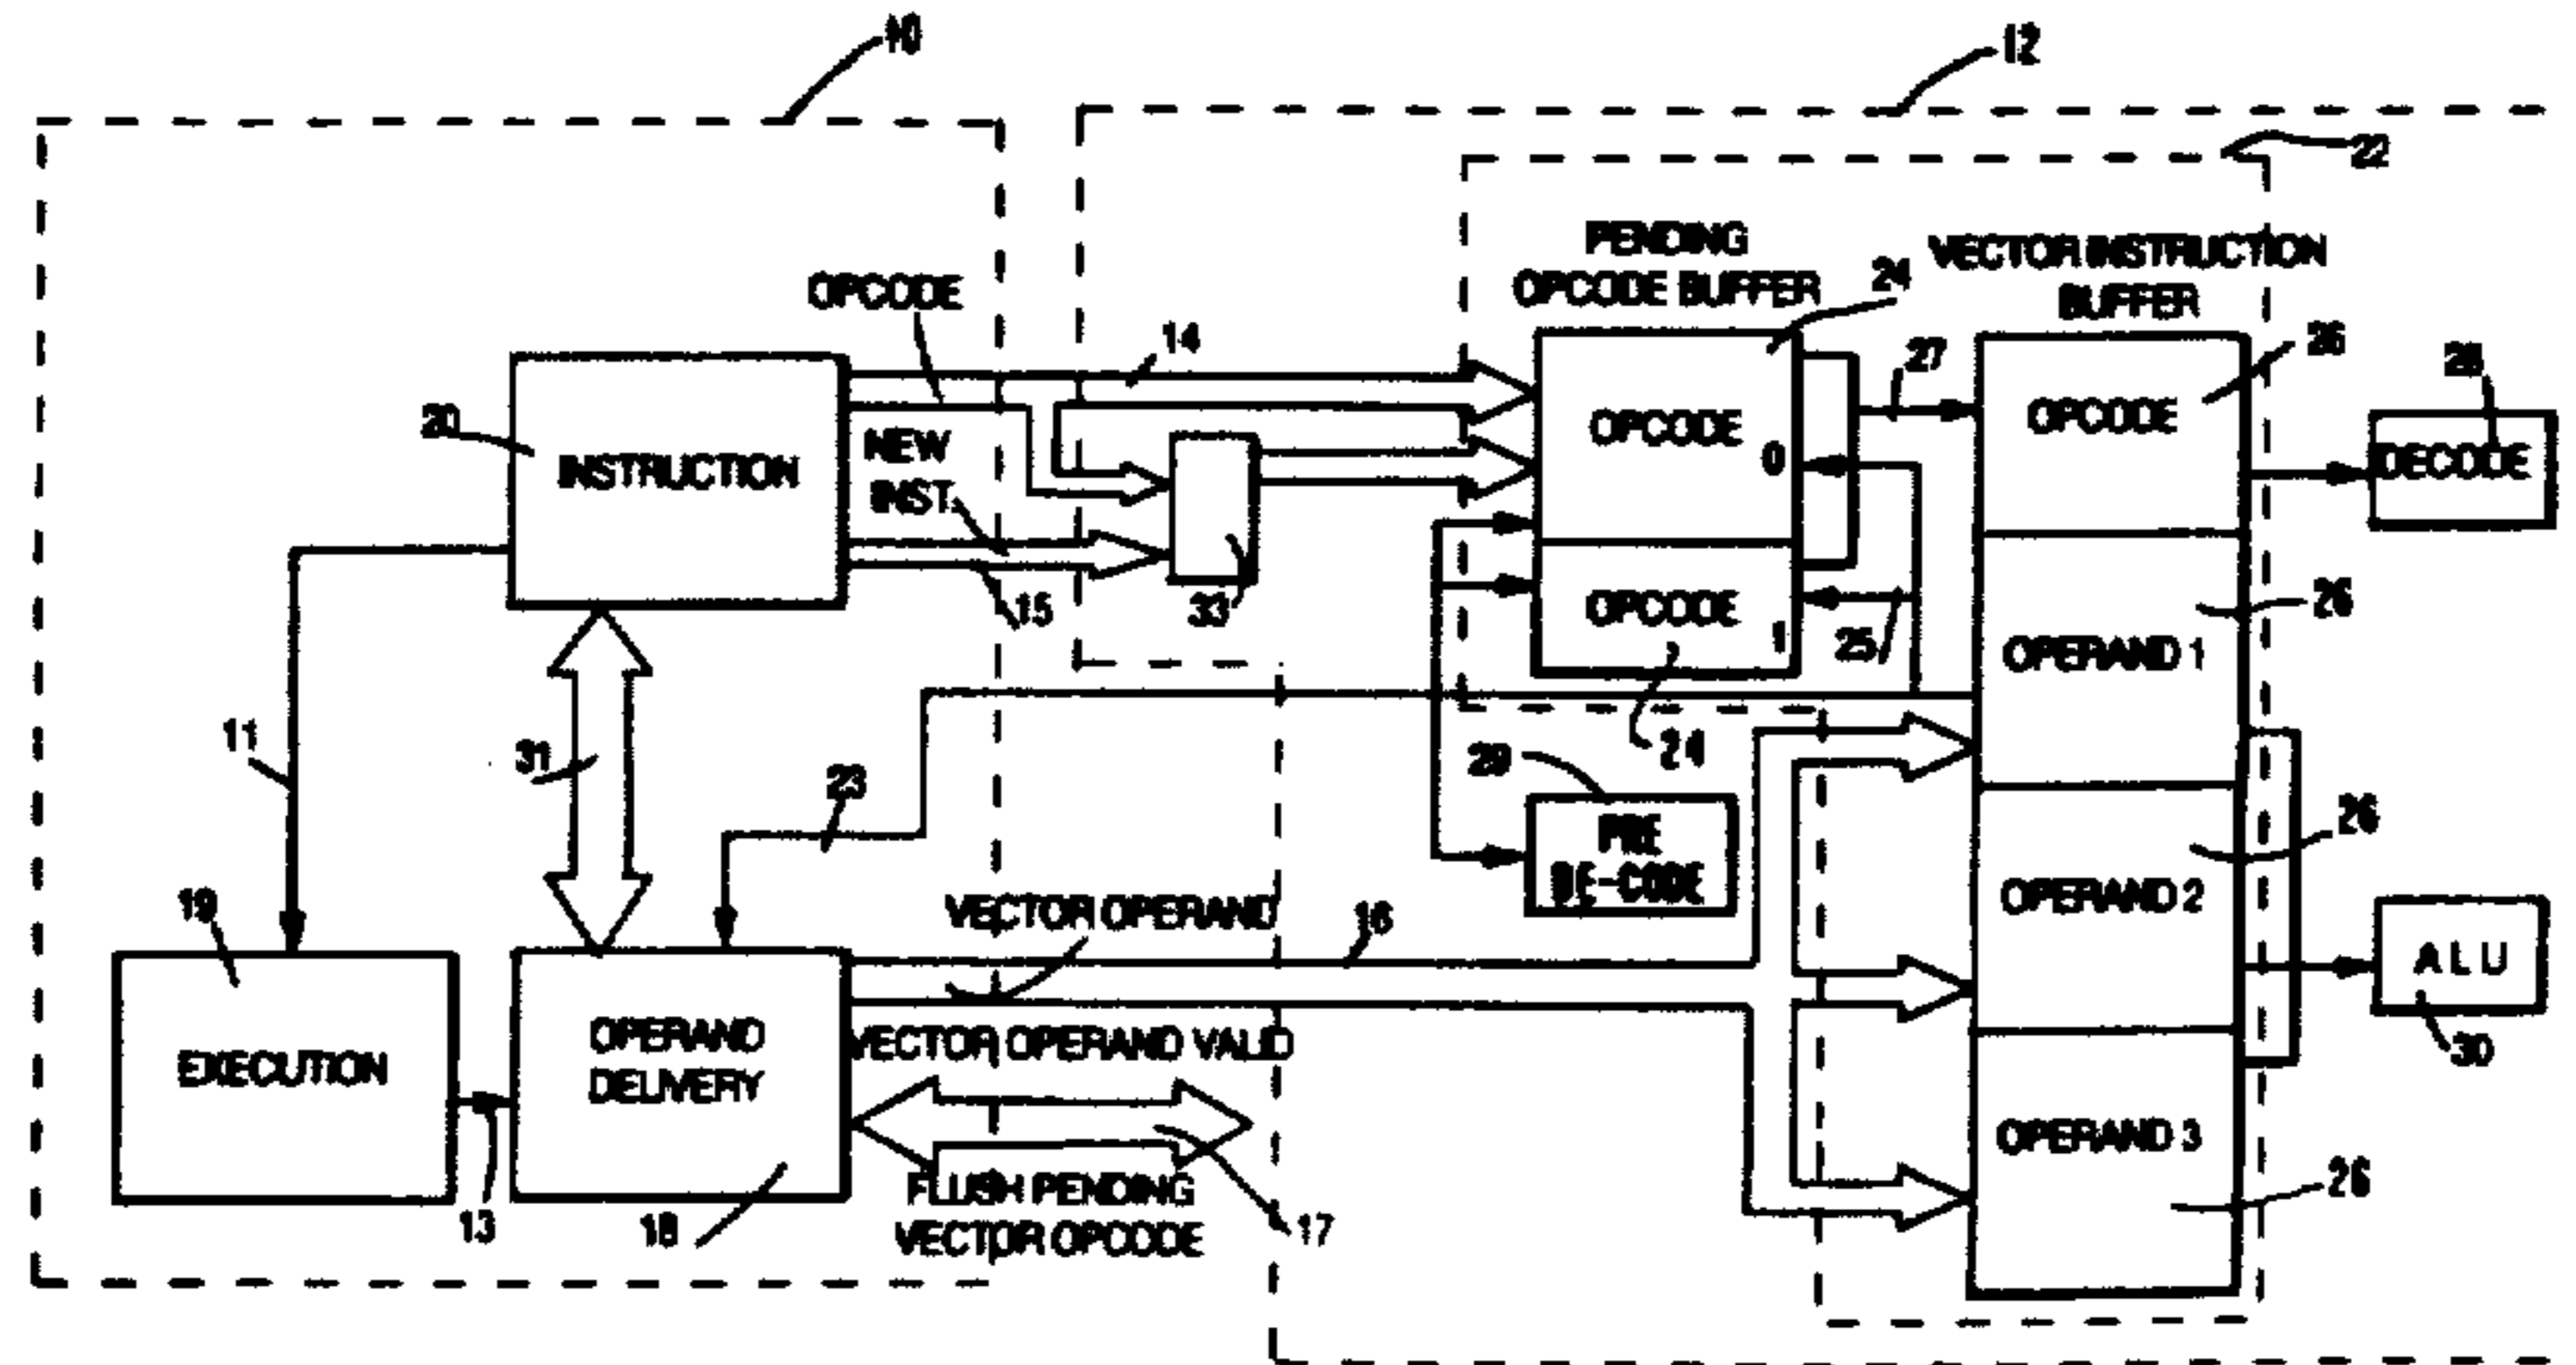 10
12
22
PENDING
OPCODE BUFFER
24
VECTOR INSTRUCTION
BUFFER
OPCODE
14
27
26
28
20
INSTRUCTION
NEW
INST.
OPCODE
0
OPCODE
DECODE
15
33
OPCODE
1
25
26
OPERAND 1
11
31
23
24
29
PRE
DE-CODE
26
19
VECTOR OPERAND
16
OPERAND 2
ALU
EXECUTION
OPERAND
DELIVERY
VECTOR OPERAND VALID
30
OPERAND 3
13
18
FLUSH PENDING
VECTOR OPCODE
17
26